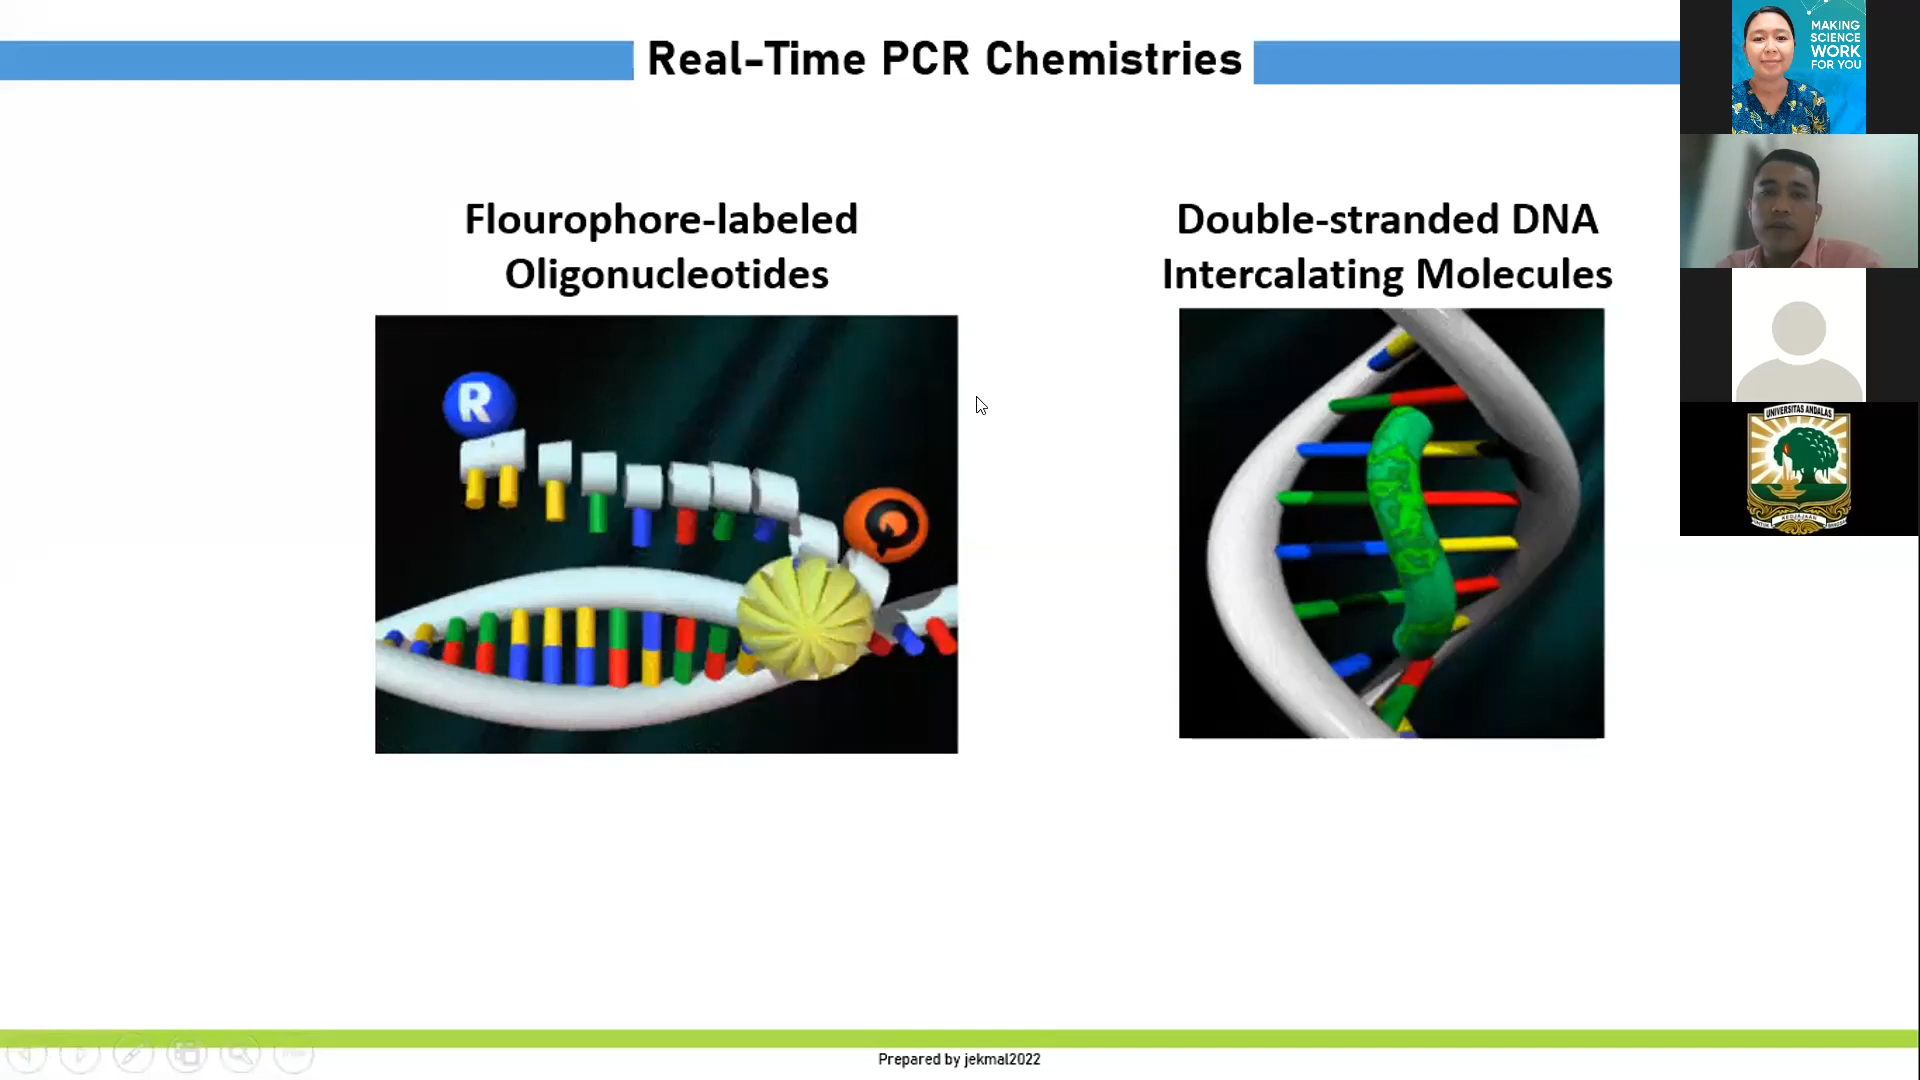 Real-Time PCR Chemistries
Flourophore-labeled
Oligonucleotides
Double-stranded DNA
Intercalating Molecules
R
Q
Prepared by jekmal2022
MAKING
SCIENCE
WORK
FOR YOU
UNIVERSITAS ANDALAS
KEDJAJAAN